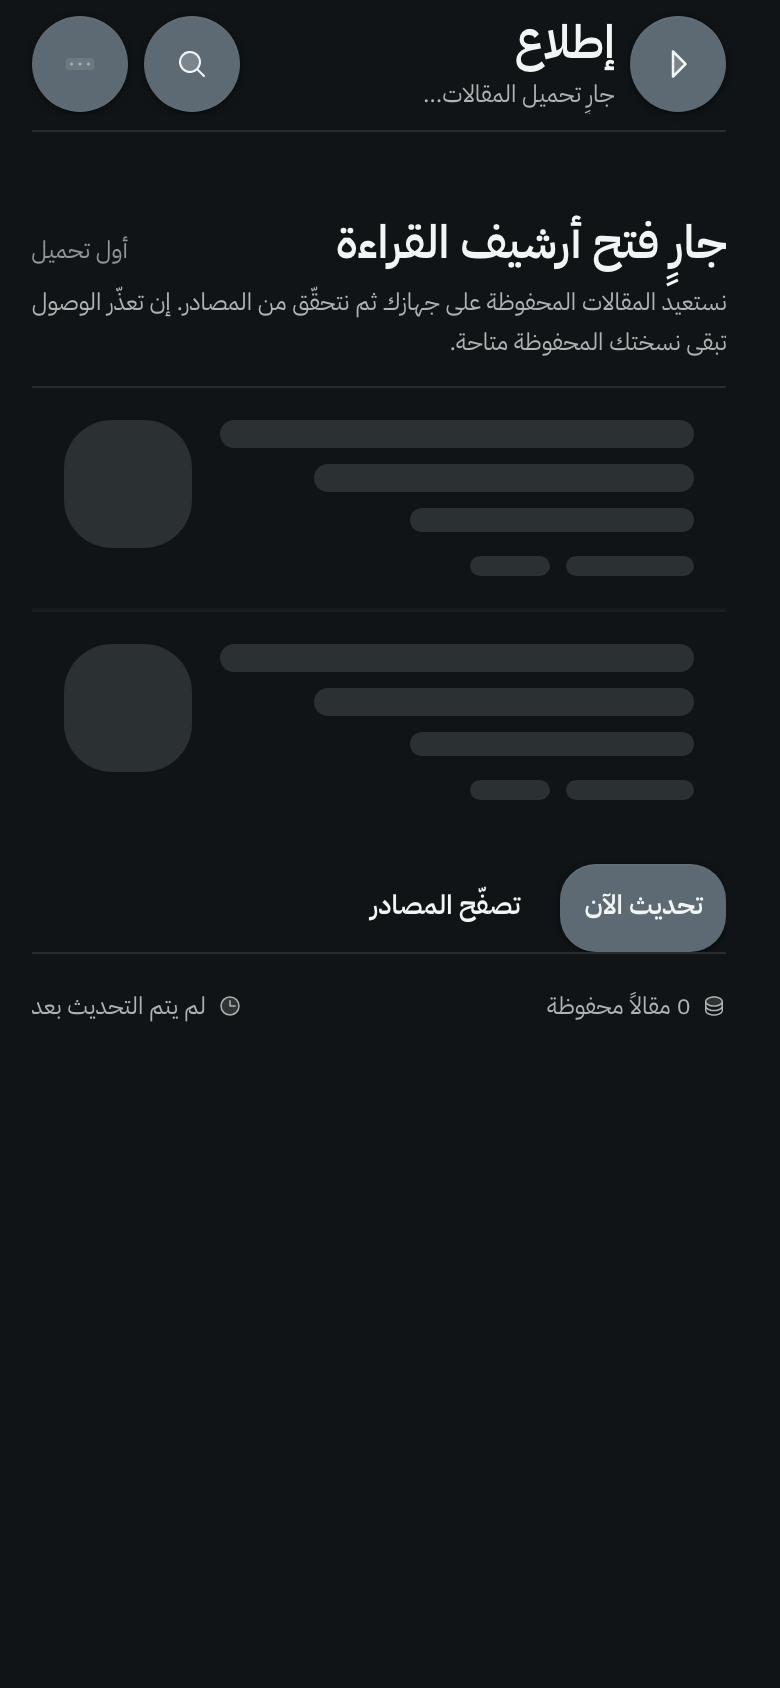 إطلاع
جارٍ تحميل المقالات...
جارٍ فتح أرشيف القراءة
أول تحميل
نستعيد المقالات المحفوظة على جهازك ثم نتحقّق من المصادر. إن تعذّر الوصول
تبقى نسختك المحفوظة متاحة.
تحديث الآن
تصفّح المصادر
0 مقالاً محفوظة
لم يتم التحديث بعد